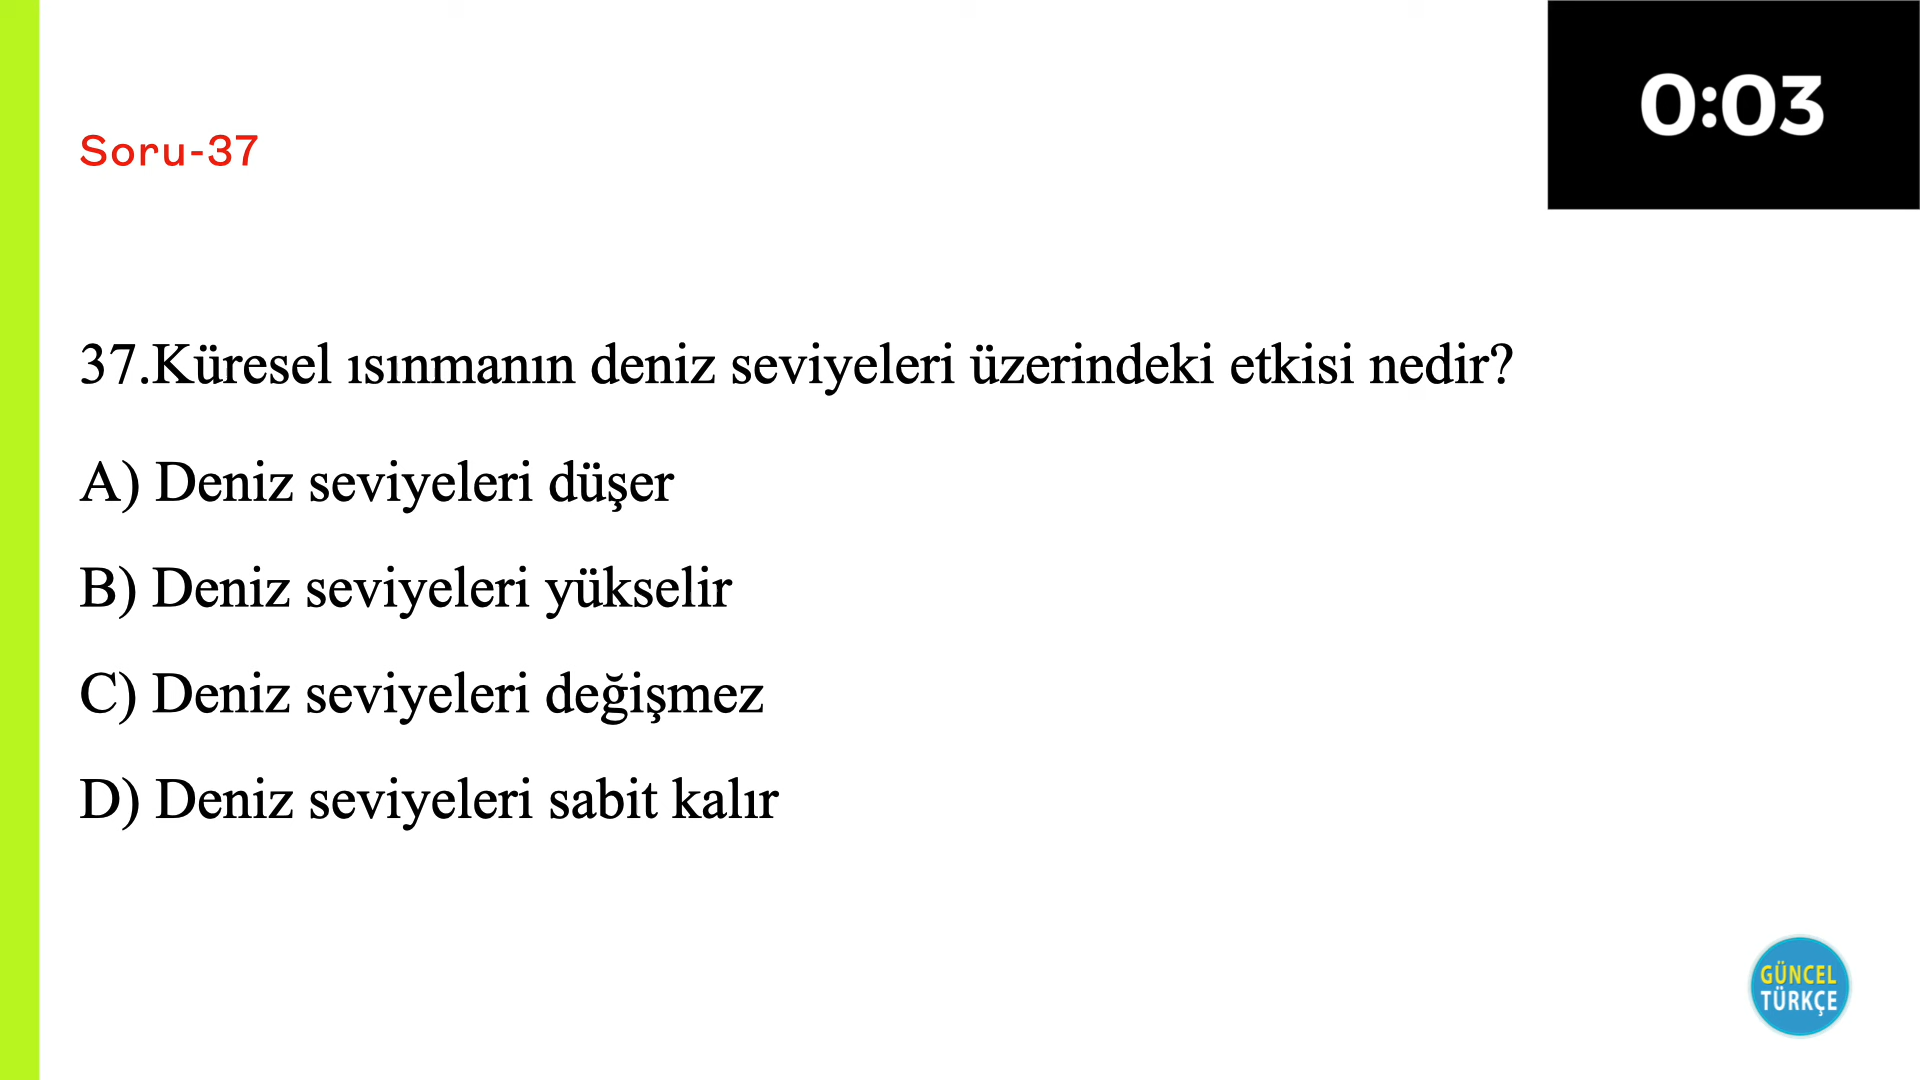 0:03
Soru-37
37.Küresel ısınmanın deniz seviyeleri üzerindeki etkisi nedir?
A) Deniz seviyeleri düşer
B) Deniz seviyeleri yükselir
C) Deniz seviyeleri değişmez
D) Deniz seviyeleri sabit kalır
GÜNCEL
TÜRKÇE